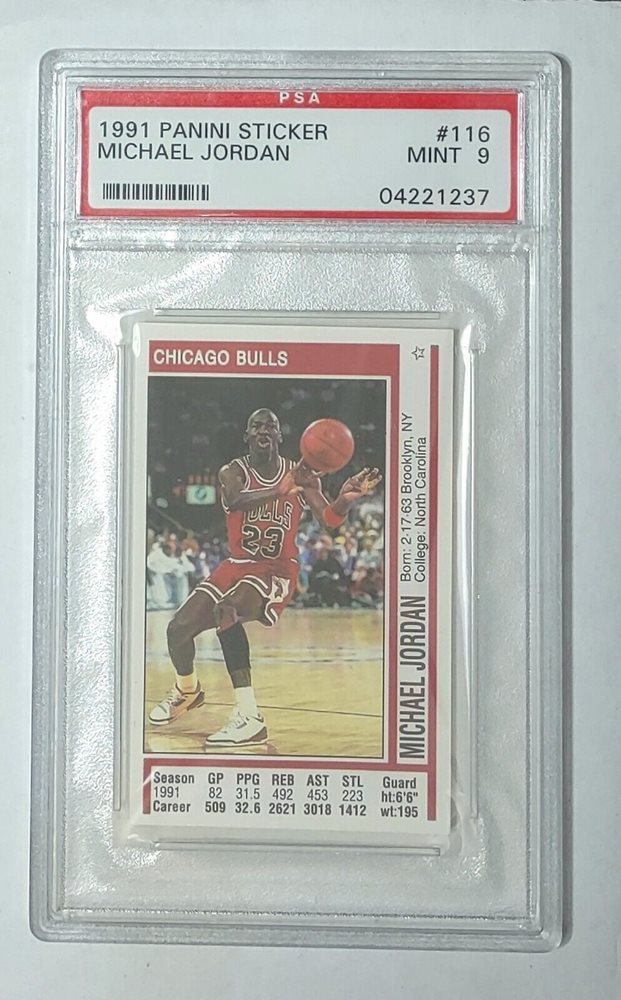 PSA
1991 PANINI STICKER #116
MICHAEL JORDAN MINT 9
04221237
CHICAGO BULLS
BULLS
23
Born: 2-17-63 Brooklyn, NY
College: North Carolina
MICHAEL JORDAN
Season GP PPG REB AST STL Guard
1991 82 31.5 492 453 223 ht:6'6"
Career 509 32.6 2621 3018 1412 wt:195